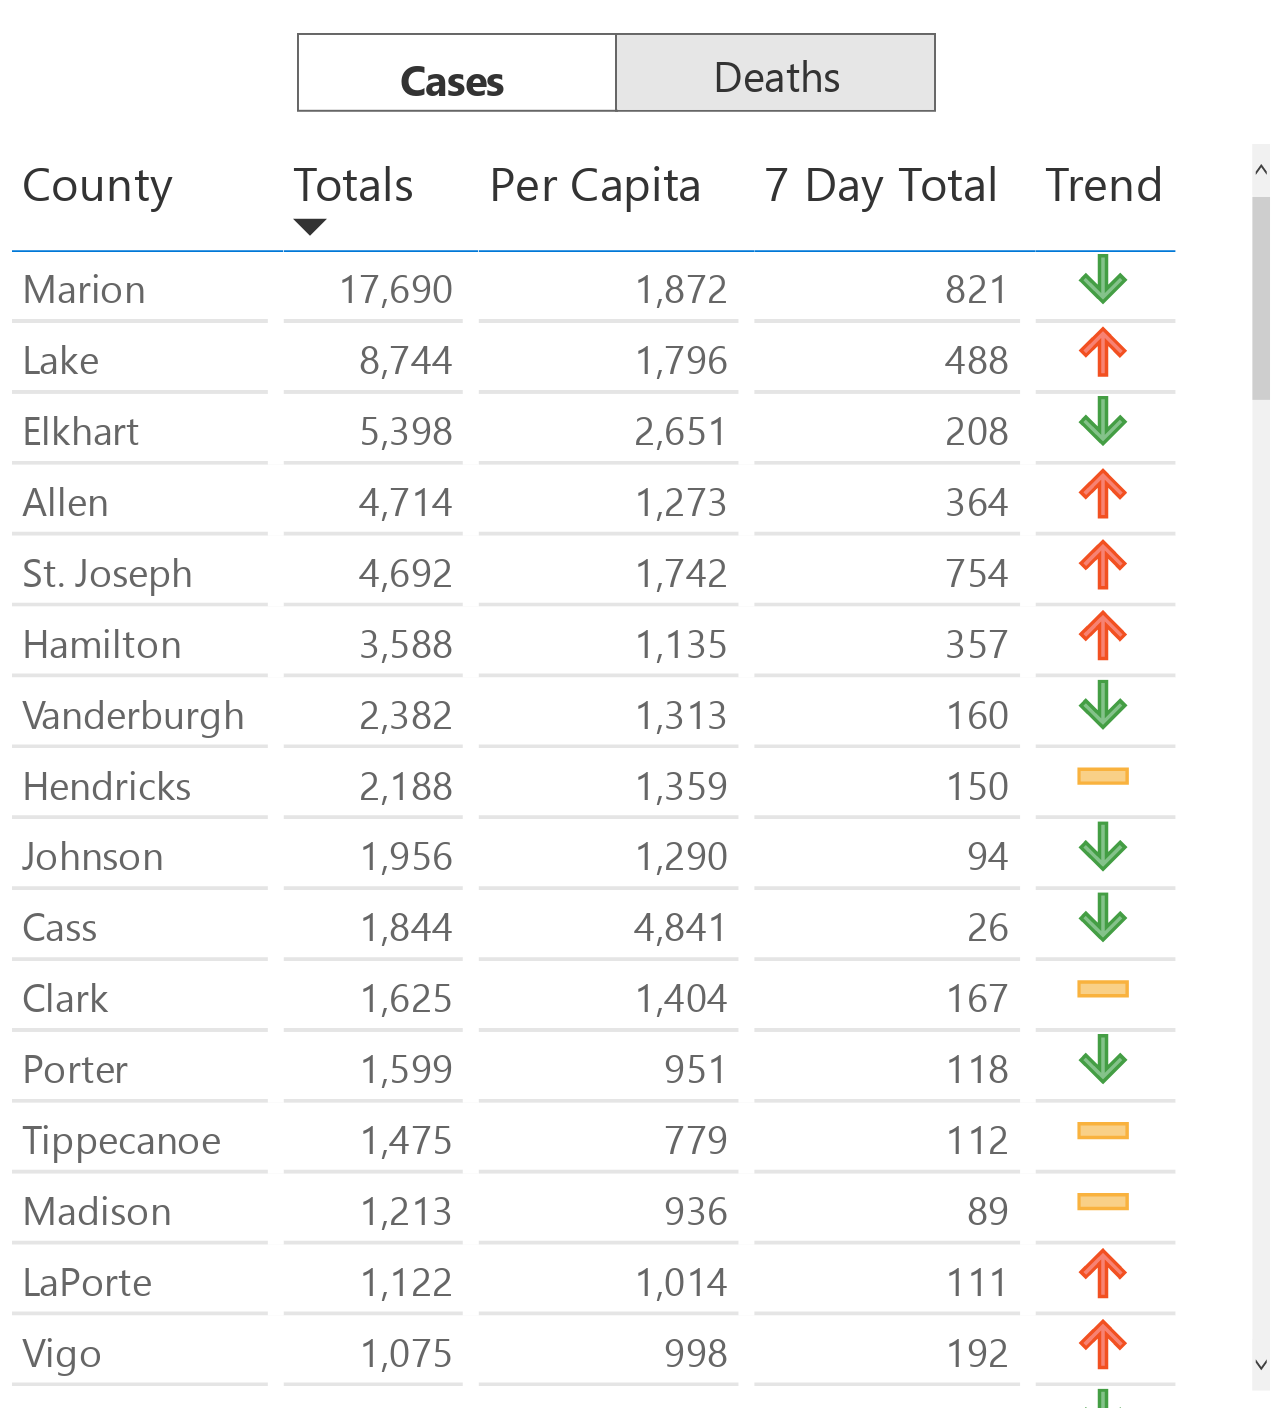 Cases Deaths
County Totals Per Capita 7 Day Total Trend
Marion 17,690 1,872 821
Lake 8,744 1,796 488
Elkhart 5,398 2,651 208
Allen 4,714 1,273 364
St. Joseph 4,692 1,742 754
Hamilton 3,588 1,135 357
Vanderburgh 2,382 1,313 160
Hendricks 2,188 1,359 150
Johnson 1,956 1,290 94
Cass 1,844 4,841 26
Clark 1,625 1,404 167
Porter 1,599 951 118
Tippecanoe 1,475 779 112
Madison 1,213 936 89
LaPorte 1,122 1,014 111
Vigo 1,075 998 192